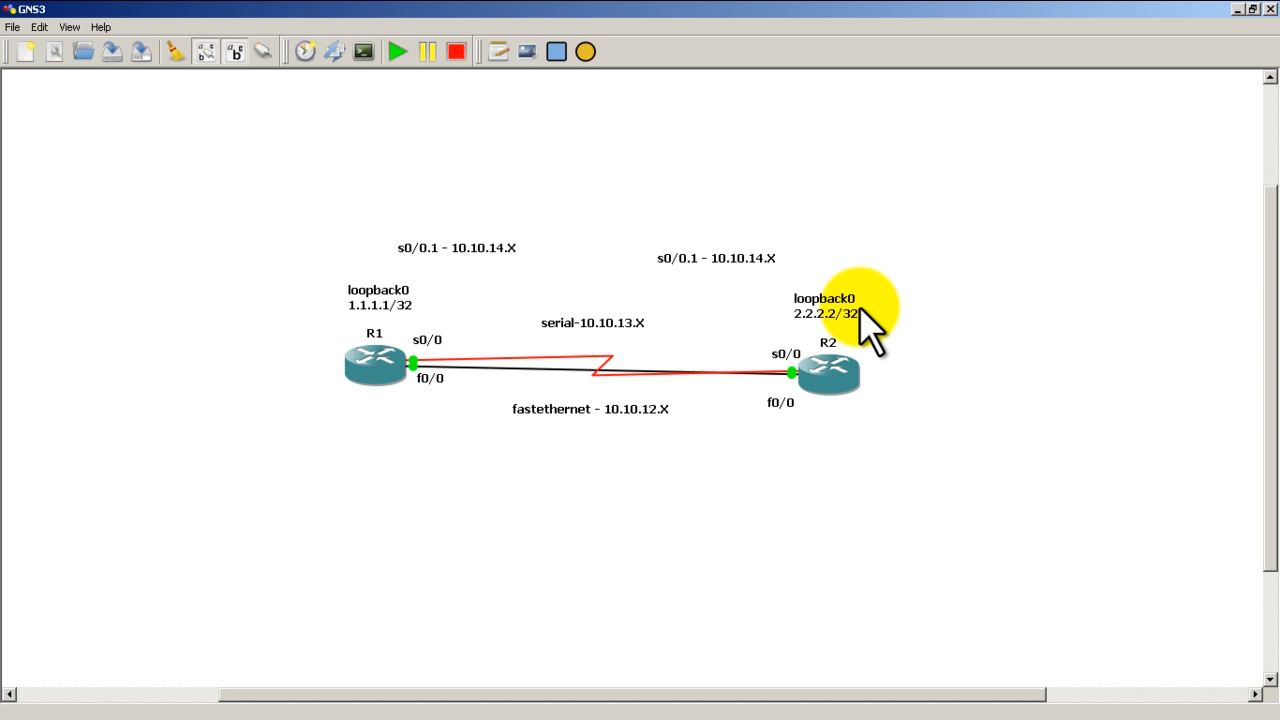 GNS3
File Edit View Help
s0/0.1 - 10.10.14.X
s0/0.1 - 10.10.14.X
loopback0
1.1.1.1/32
loopback0
2.2.2.2/32
serial-10.10.13.X
R1
s0/0
R2
s0/0
f0/0
f0/0
fastethernet - 10.10.12.X